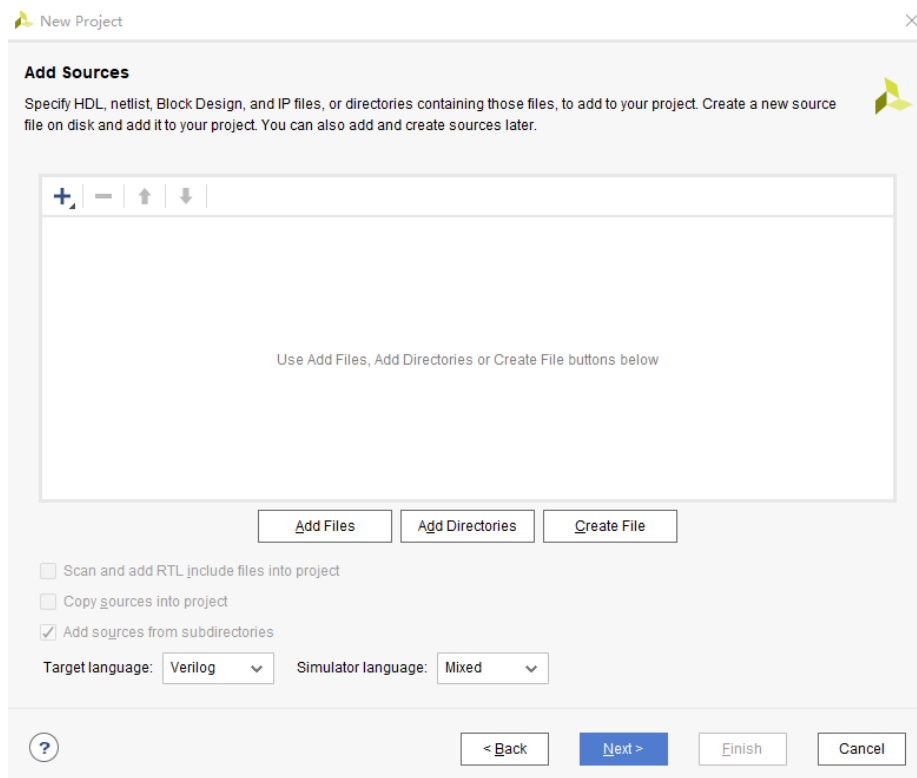 New Project
Add Sources
Specify HDL, netlist, Block Design, and IP files, or directories containing those files, to add to your project. Create a new source
file on disk and add it to your project. You can also add and create sources later.
Use Add Files, Add Directories or Create File buttons below
Add Files Add Directories Create File
Scan and add RTL include files into project
Copy sources into project
Add sources from subdirectories
Target language: Verilog Simulator language: Mixed
? < Back Next > Finish Cancel